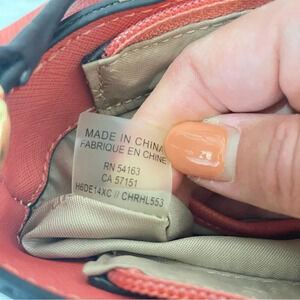 MADE IN CHINA
FABRIQUE EN CHINE
RN 54163
CA 57151
H6DE14XC // CHRHL553